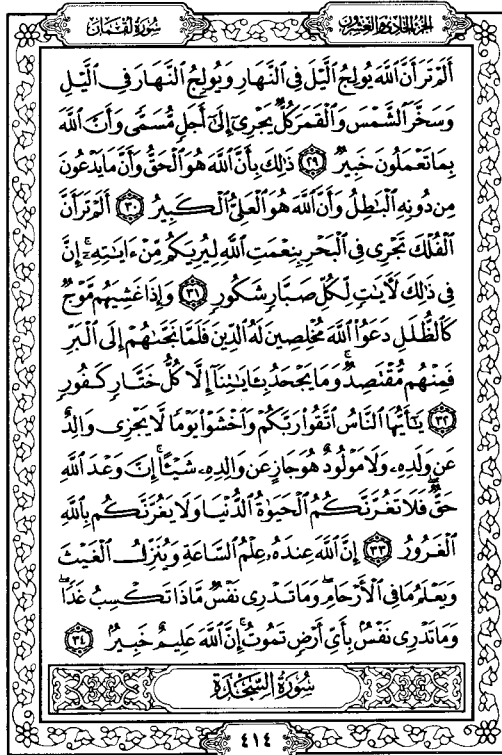 الجزء الحادي والعشرون
سورة لقمان
أَلَمْ تَرَ أَنَّ ٱللَّهَ يُولِجُ ٱلَّيْلَ فِى ٱلنَّهَارِ وَيُولِجُ ٱلنَّهَارَ فِى ٱلَّيْلِ
وَسَخَّرَ ٱلشَّمْسَ وَٱلْقَمَرَ كُلٌّ يَجْرِىٓ إِلَىٰٓ أَجَلٍ مُّسَمًّى وَأَنَّ ٱللَّهَ
بِمَا تَعْمَلُونَ خَبِيرٌ ٢٩ ذَٰلِكَ بِأَنَّ ٱللَّهَ هُوَ ٱلْحَقُّ وَأَنَّ مَا يَدْعُونَ
مِن دُونِهِ ٱلْبَٰطِلُ وَأَنَّ ٱللَّهَ هُوَ ٱلْعَلِىُّ ٱلْكَبِيرُ ٣٠ أَلَمْ تَرَ أَنَّ
ٱلْفُلْكَ تَجْرِى فِى ٱلْبَحْرِ بِنِعْمَتِ ٱللَّهِ لِيُرِيَكُم مِّنْ ءَايَٰتِهِۦٓ ۚ إِنَّ
فِى ذَٰلِكَ لَءَايَٰتٍ لِّكُلِّ صَبَّارٍ شَكُورٍ ٣١ وَإِذَا غَشِيَهُم مَّوْجٌ
كَٱلظُّلَلِ دَعَوُا۟ ٱللَّهَ مُخْلِصِينَ لَهُ ٱلدِّينَ فَلَمَّا نَجَّىٰهُمْ إِلَى ٱلْبَرِّ
فَمِنْهُم مُّقْتَصِدٌ ۚ وَمَا يَجْحَدُ بِـَٔايَٰتِنَآ إِلَّا كُلُّ خَتَّارٍ كَفُورٍ
٣٢ يَٰٓأَيُّهَا ٱلنَّاسُ ٱتَّقُوا۟ رَبَّكُمْ وَٱخْشَوْا۟ يَوْمًا لَّا يَجْزِى وَالِدٌ
عَن وَلَدِهِۦ وَلَا مَوْلُودٌ هُوَ جَازٍ عَن وَالِدِهِۦ شَيْـًٔا ۚ إِنَّ وَعْدَ ٱللَّهِ
حَقٌّ ۖ فَلَا تَغُرَّنَّكُمُ ٱلْحَيَوٰةُ ٱلدُّنْيَا وَلَا يَغُرَّنَّكُم بِٱللَّهِ
ٱلْغَرُورُ ٣٣ إِنَّ ٱللَّهَ عِندَهُۥ عِلْمُ ٱلسَّاعَةِ وَيُنَزِّلُ ٱلْغَيْثَ
وَيَعْلَمُ مَا فِى ٱلْأَرْحَامِ ۖ وَمَا تَدْرِى نَفْسٌ مَّاذَا تَكْسِبُ غَدًا ۖ
وَمَا تَدْرِى نَفْسٌۢ بِأَىِّ أَرْضٍ تَمُوتُ ۚ إِنَّ ٱللَّهَ عَلِيمٌ خَبِيرٌۢ ٣٤
سورة السجدة
٤١٤